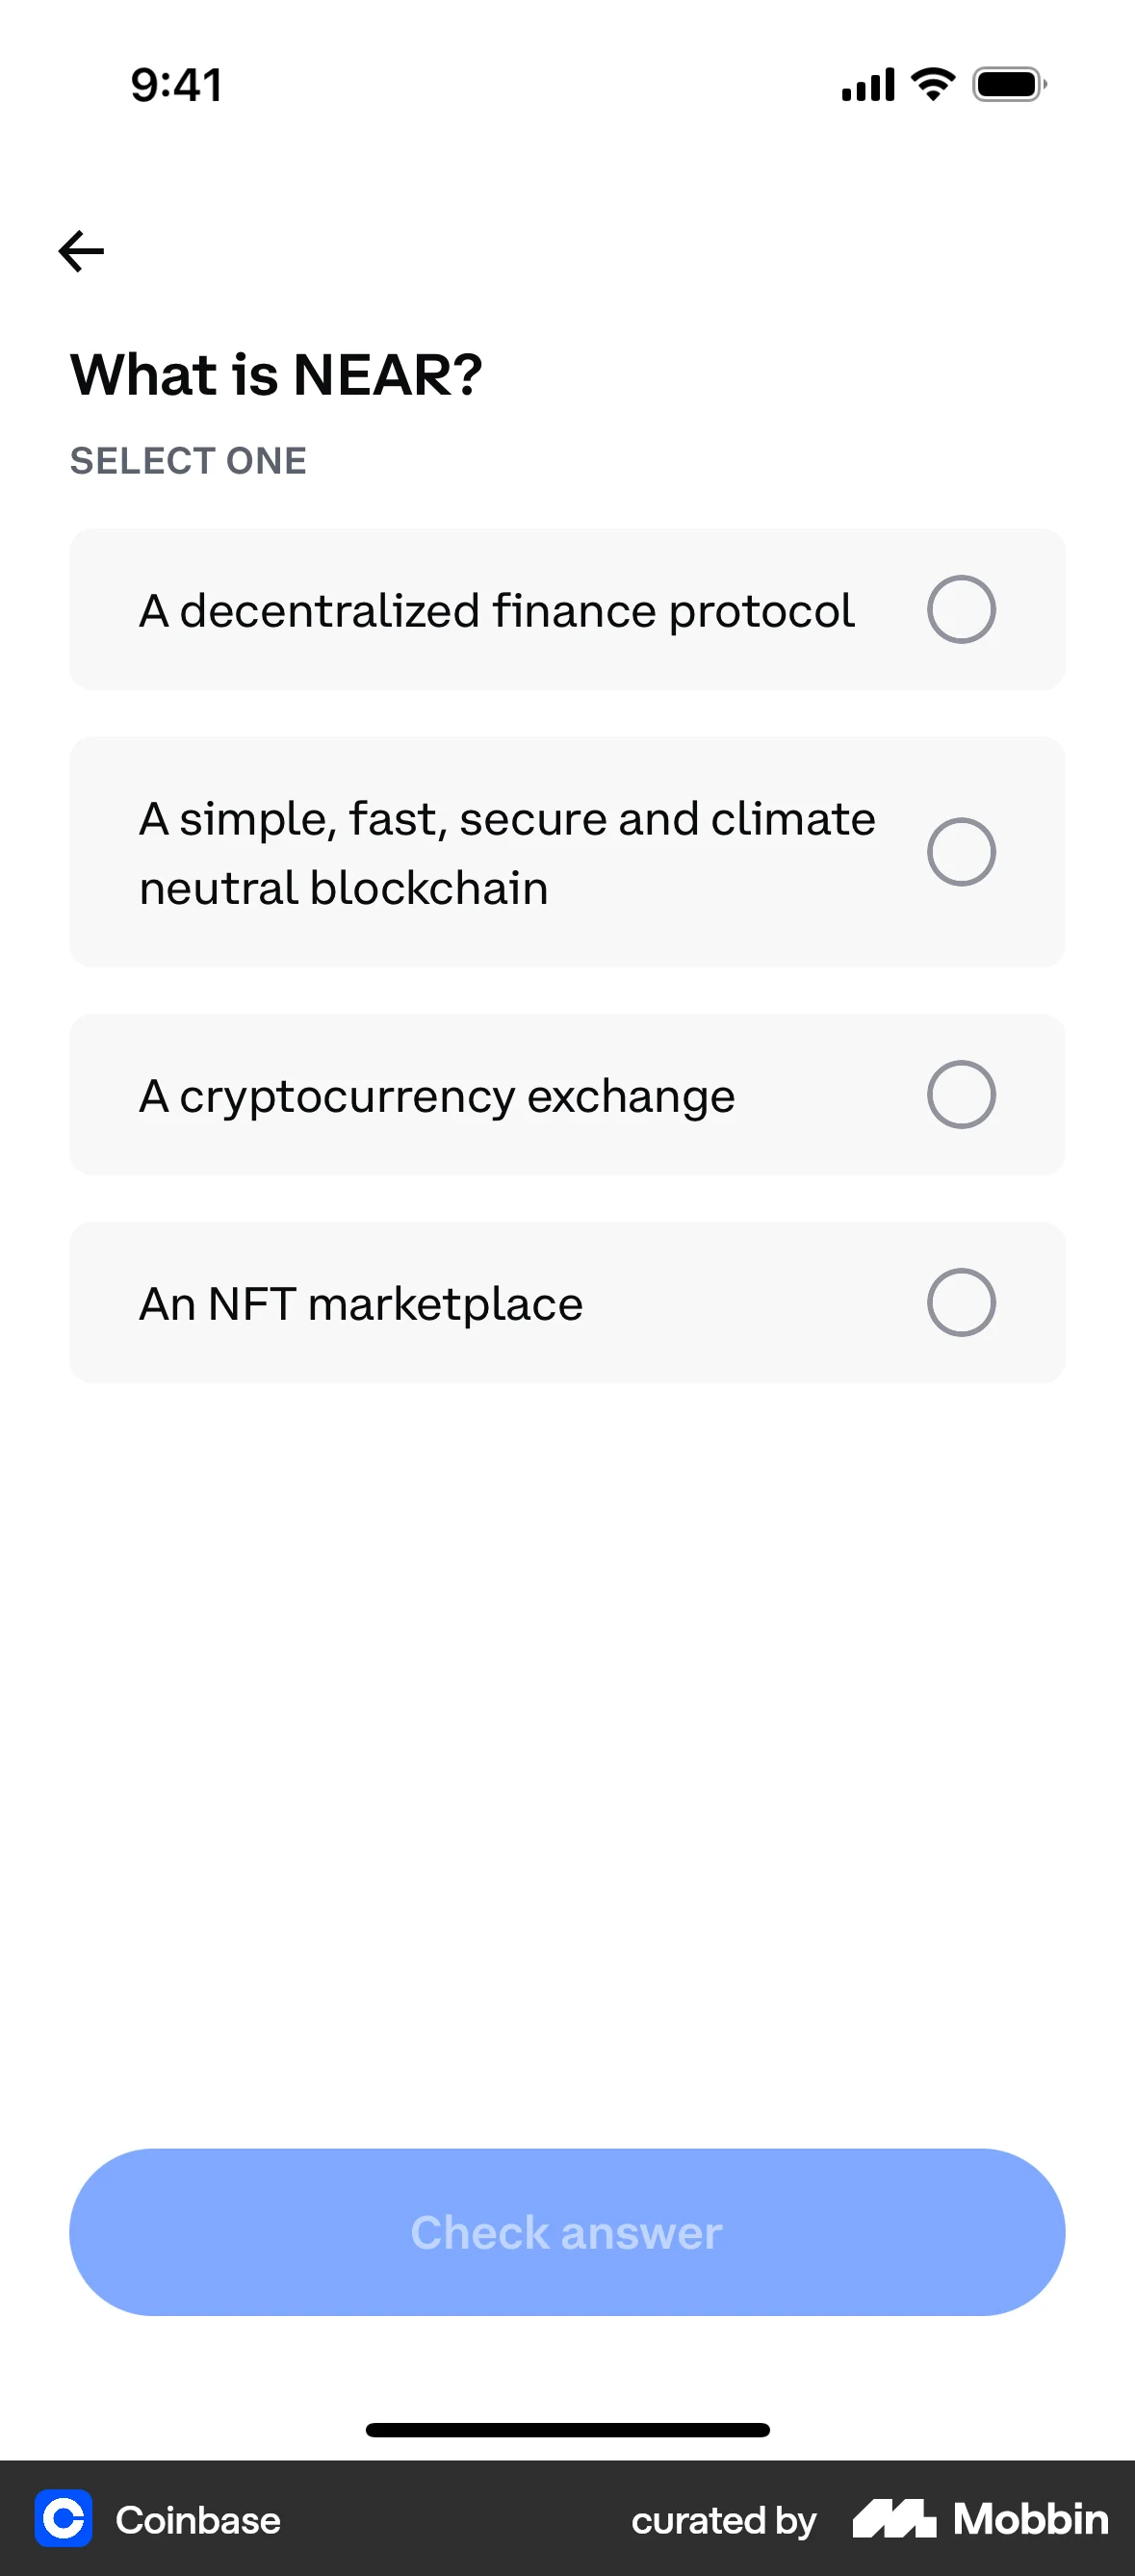 9:41
What is NEAR?
SELECT ONE
A decentralized finance protocol
A simple, fast, secure and climate
neutral blockchain
A cryptocurrency exchange
An NFT marketplace
Check answer
Coinbase
curated by
Mobbin